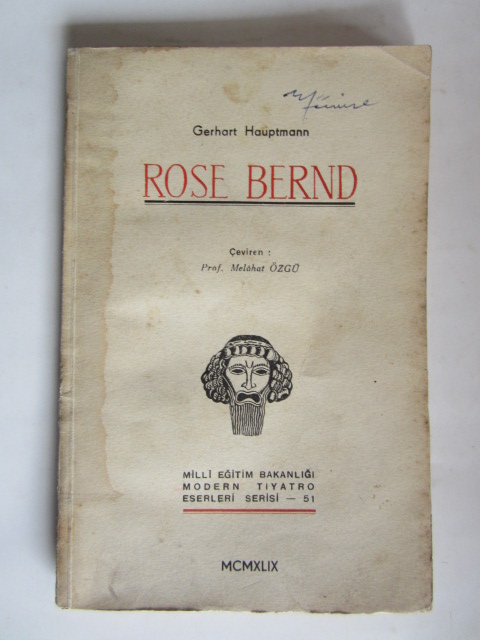 Gerhart Hauptmann
ROSE BERND
Çeviren :
Prof. Melâhat ÖZGÜ
MİLLÎ EĞİTİM BAKANLIĞI
MODERN TİYATRO
ESERLERİ SERİSİ — 51
MCMXLIX